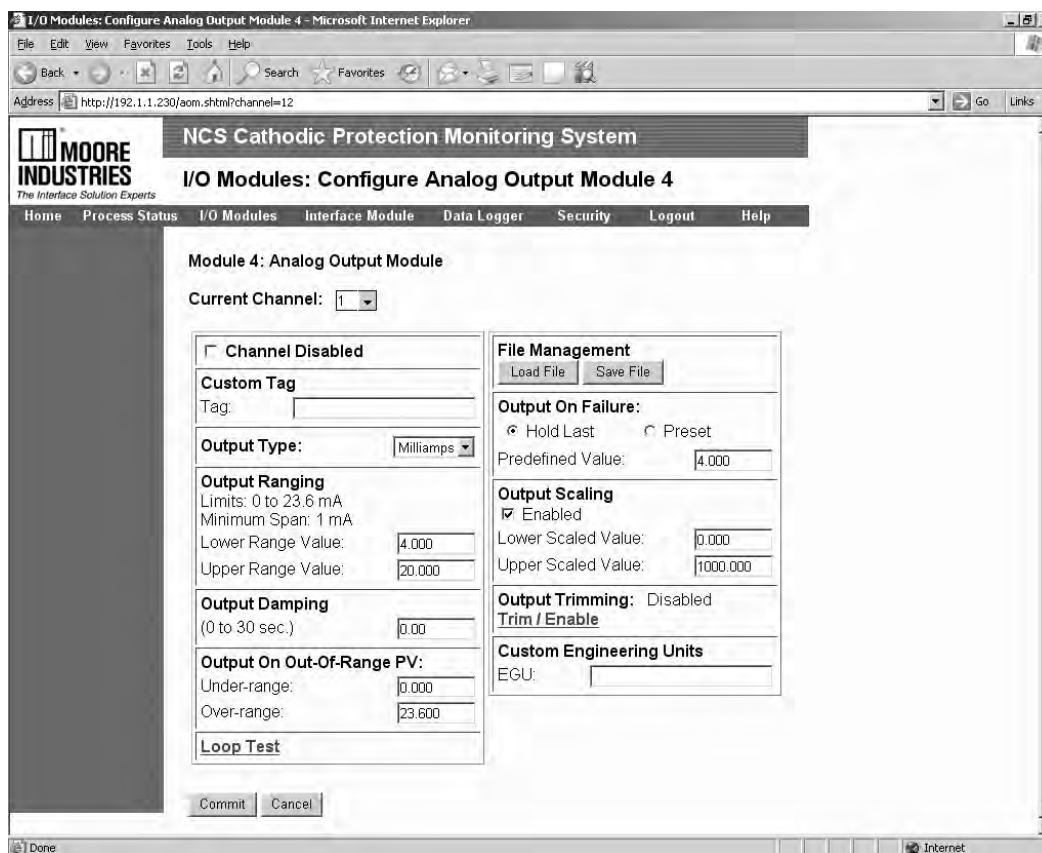 I/O Modules: Configure Analog Output Module 4 - Microsoft Internet Explorer
File Edit View Favorites Tools Help
Back Search Favorites
Address http://192.1.1.230/aom.shtml?channel=12 Go Links
MOORE INDUSTRIES
The Interface Solution Experts
NCS Cathodic Protection Monitoring System
I/O Modules: Configure Analog Output Module 4
Home Process Status I/O Modules Interface Module Data Logger Security Logout Help
Module 4: Analog Output Module
Current Channel: 1
Channel Disabled
Custom Tag
Tag:
Output Type: Milliamps
Output Ranging
Limits: 0 to 23.6 mA
Minimum Span: 1 mA
Lower Range Value: 4.000
Upper Range Value: 20.000
Output Damping
(0 to 30 sec.) 0.00
Output On Out-Of-Range PV:
Under-range: 0.000
Over-range: 23.600
Loop Test
File Management
Load File Save File
Output On Failure:
Hold Last Preset
Predefined Value: 4.000
Output Scaling
Enabled
Lower Scaled Value: 0.000
Upper Scaled Value: 1000.000
Output Trimming: Disabled
Trim / Enable
Custom Engineering Units
EGU:
Commit Cancel
Done Internet